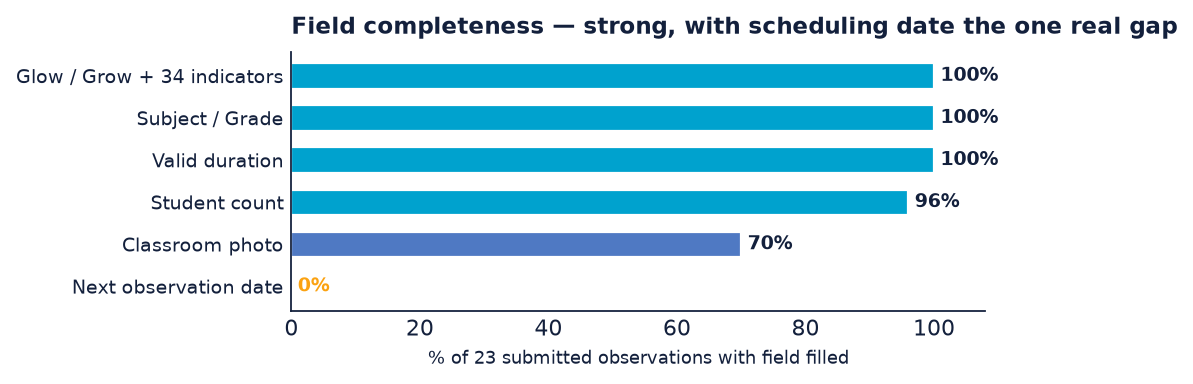 Field completeness — strong, with scheduling date the one real gap
Glow / Grow + 34 indicators 100%
Subject / Grade 100%
Valid duration 100%
Student count 96%
Classroom photo 70%
Next observation date 0%
0 20 40 60 80 100
% of 23 submitted observations with field filled